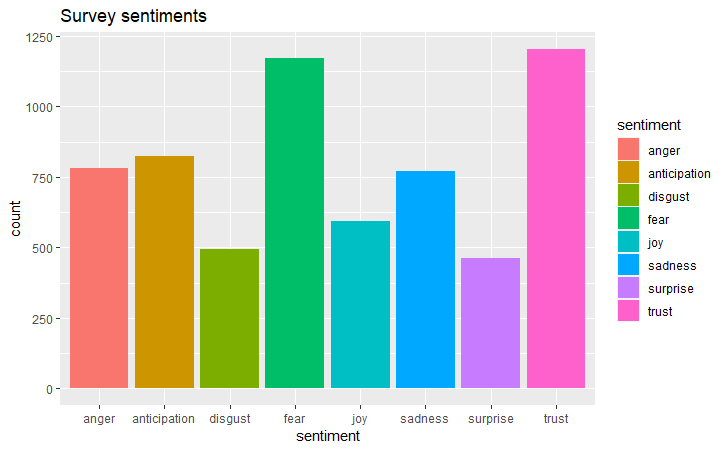 Survey sentiments
count
1250
1000
750
500
250
0
anger anticipation disgust fear joy sadness surprise trust
sentiment
sentiment
anger
anticipation
disgust
fear
joy
sadness
surprise
trust